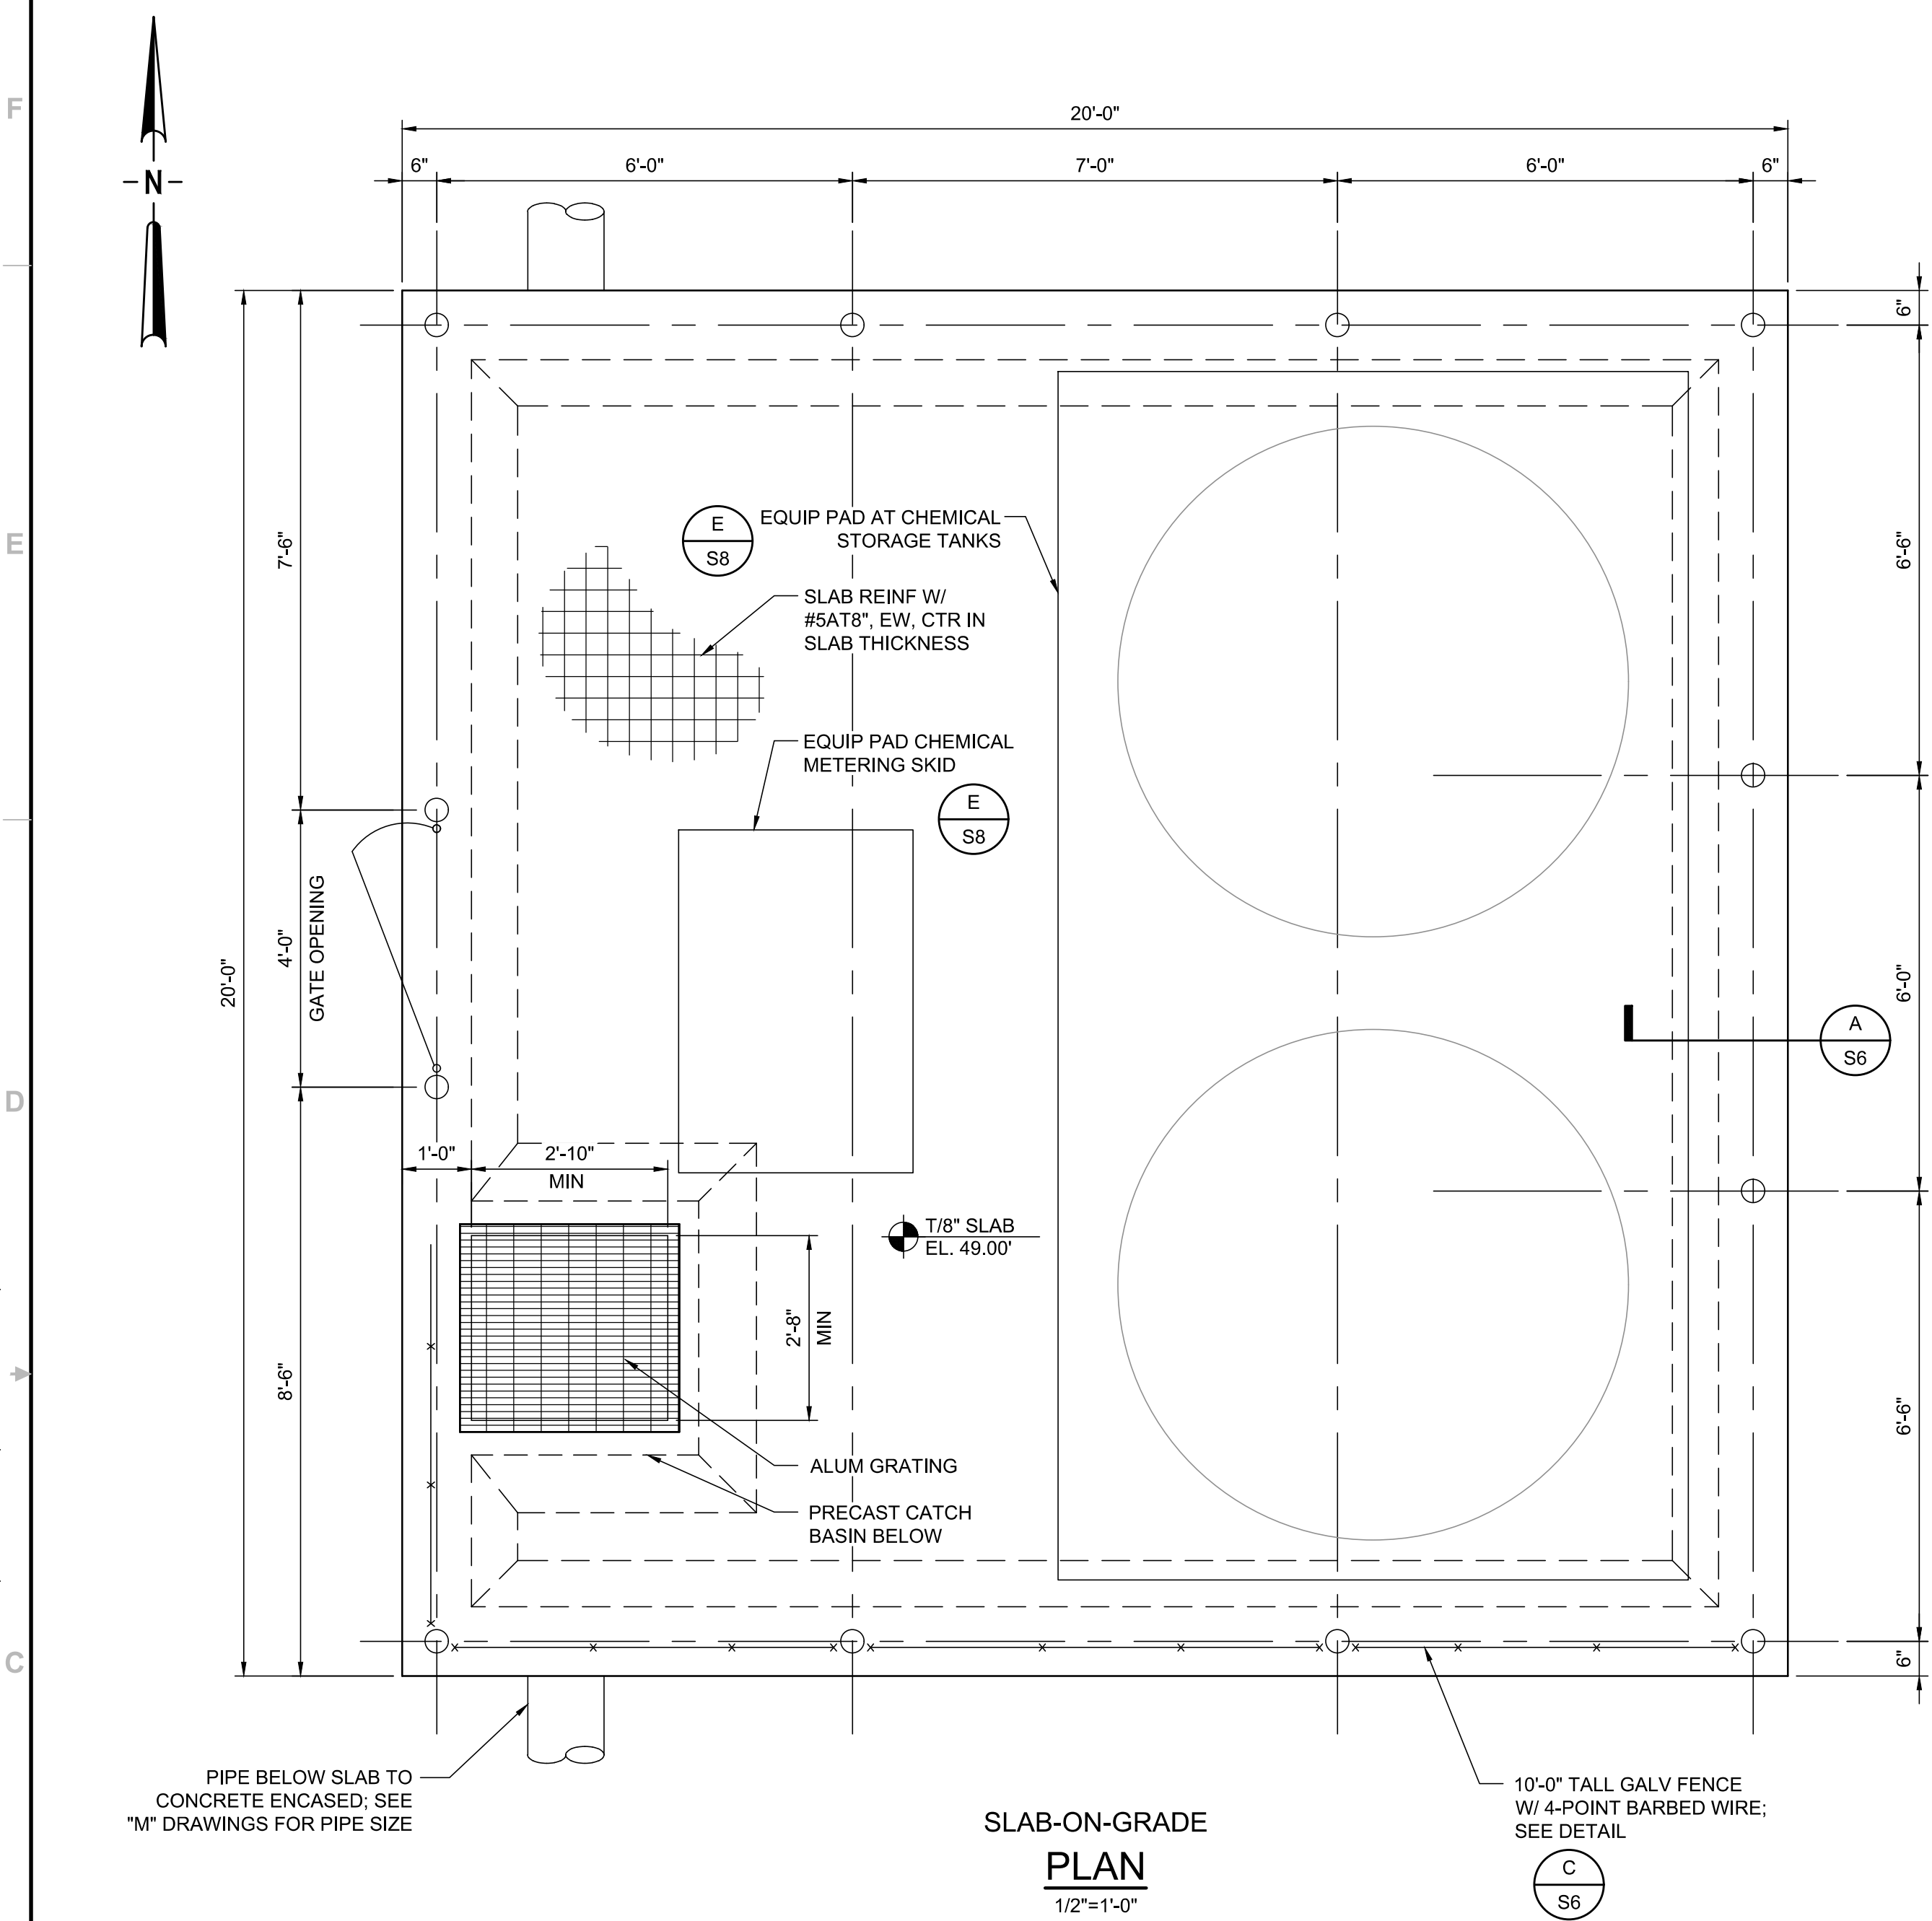 F
20'-0"
6"
6'-0"
7'-0"
6'-0"
6"
N
6"
E
7'-6"
E
S8
EQUIP PAD AT CHEMICAL
STORAGE TANKS
6'-6"
SLAB REINF W/
#5AT8", EW, CTR IN
SLAB THICKNESS
EQUIP PAD CHEMICAL
METERING SKID
E
S8
20'-0"
4'-0"
GATE OPENING
6'-0"
A
S6
D
1'-0"
2'-10"
MIN
T/8" SLAB
EL. 49.00'
2'-8"
MIN
8'-6"
6'-6"
ALUM GRATING
PRECAST CATCH
BASIN BELOW
C
6"
PIPE BELOW SLAB TO
CONCRETE ENCASED; SEE
"M" DRAWINGS FOR PIPE SIZE
10'-0" TALL GALV FENCE
W/ 4-POINT BARBED WIRE;
SEE DETAIL
C
S6
SLAB-ON-GRADE
PLAN
1/2"=1'-0"